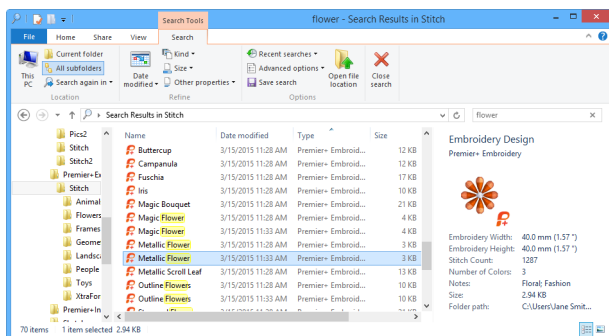 Search Tools
flower - Search Results in Stitch
File Home Share View Search
This PC
Current folder
All subfolders
Search again in
Location
Date modified
Kind
Size
Other properties
Refine
Recent searches
Advanced options
Save search
Open file location
Options
Close search
Search Results in Stitch
flower
Pics2
Stitch
Stitch2
Premier+Ex
Stitch
Animal
Flowers
Frames
Geome
Landsca
People
Toys
XtraFor
Premier+In
Name Date modified Type Size
Buttercup 3/15/2015 11:28 AM Premier+ Embroid... 12 KB
Campanula 3/15/2015 11:28 AM Premier+ Embroid... 12 KB
Fuschia 3/15/2015 11:28 AM Premier+ Embroid... 17 KB
Iris 3/15/2015 11:28 AM Premier+ Embroid... 10 KB
Magic Bouquet 3/15/2015 11:28 AM Premier+ Embroid... 21 KB
Magic Flower 3/15/2015 11:28 AM Premier+ Embroid... 4 KB
Magic Flower 3/15/2015 11:33 AM Premier+ Embroid... 4 KB
Metallic Flower 3/15/2015 11:28 AM Premier+ Embroid... 3 KB
Metallic Flower 3/15/2015 11:33 AM Premier+ Embroid... 3 KB
Metallic Scroll Leaf 3/15/2015 11:28 AM Premier+ Embroid... 13 KB
Outline Flowers 3/15/2015 11:28 AM Premier+ Embroid... 10 KB
Outline Flowers 3/15/2015 11:33 AM Premier+ Embroid... 10 KB
Embroidery Design
Premier+ Embroidery
Embroidery Width: 40.0 mm (1.57 ")
Embroidery Height: 40.0 mm (1.57 ")
Stitch Count: 1287
Number of Colors: 3
Notes: Floral; Fashion
Size: 2.94 KB
Folder path: C:\Users\Jane Smit...
70 items 1 item selected 2.94 KB